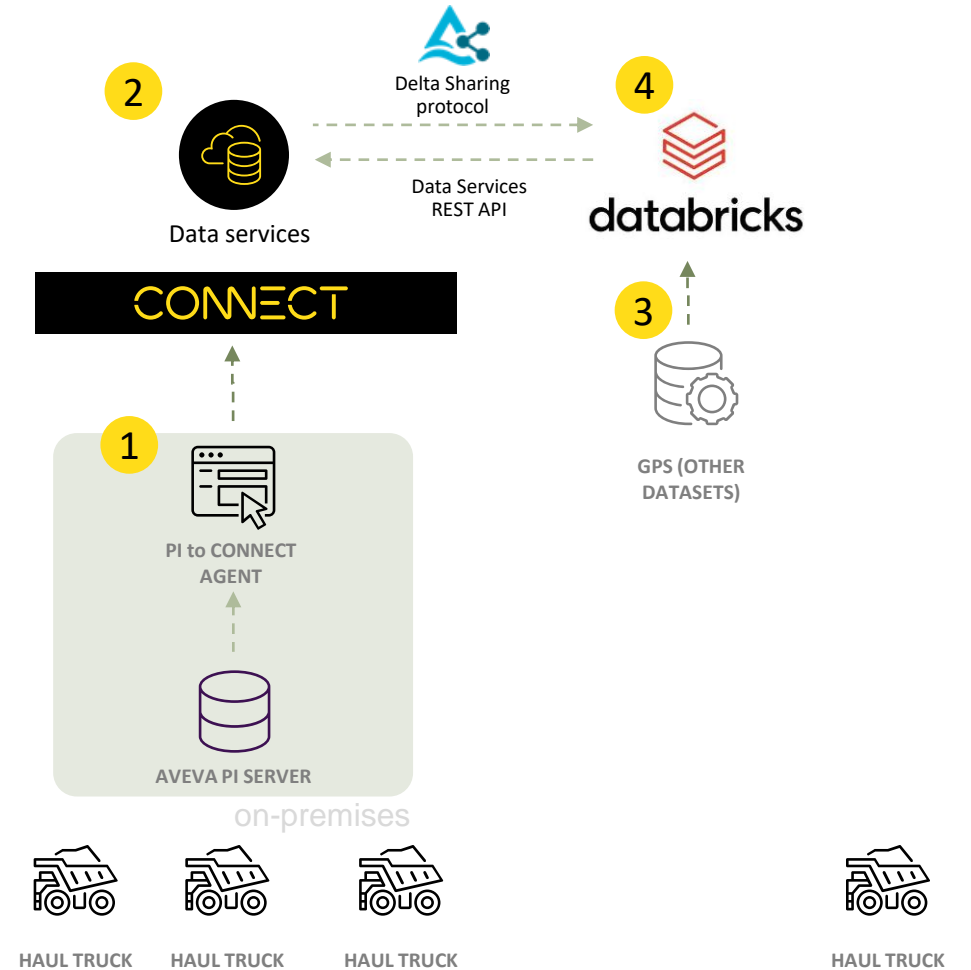 Delta Sharing
protocol
2
4
Data Services
REST API
Data services
databricks
CONNECT
3
1
GPS (OTHER
DATASETS)
PI to CONNECT
AGENT
AVEVA PI SERVER
on-premises
HAUL TRUCK
HAUL TRUCK
HAUL TRUCK
HAUL TRUCK